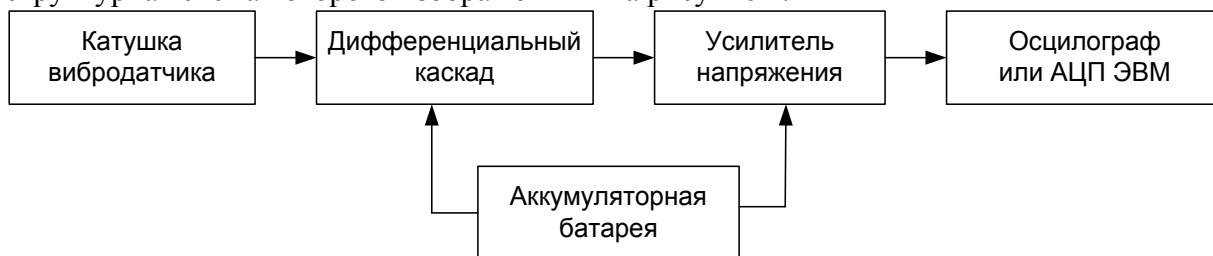 Катушка
вибродатчика
Дифференциальный
каскад
Усилитель
напряжения
Осцилограф
или АЦП ЭВМ
Аккумуляторная
батарея